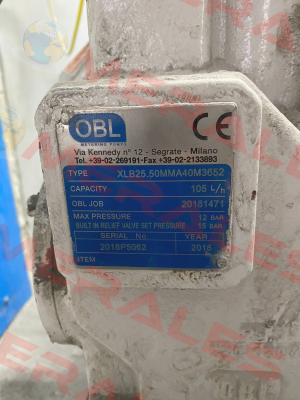 OBL
METERING PUMPS
CE
Via Kennedy n° 12 - Segrate - Milano
Tel. +39-02-269191-Fax +39-02-2133893
TYPE XLB25.50MMA40M3652
CAPACITY 105 L/h
OBL JOB 20181471
MAX PRESSURE 12 BAR
BUILT IN RELIEF VALVE SET PRESSURE 15 BAR
SERIAL No YEAR
2018P5062 2018
ITEM